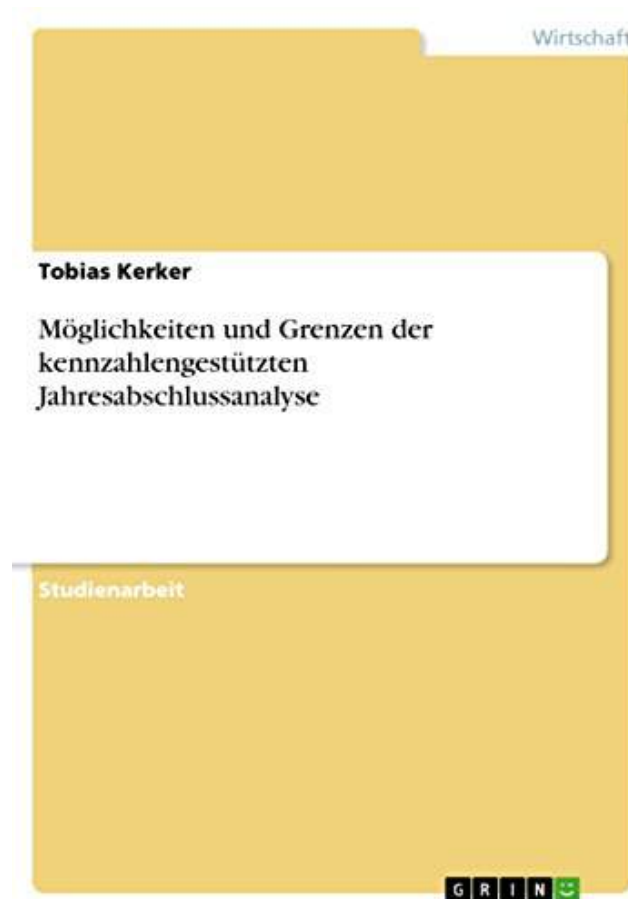 Wirtschaft
Tobias Kerker
Möglichkeiten und Grenzen der
kennzahlengestützten
Jahresabschlussanalyse
Studienarbeit
GRIN